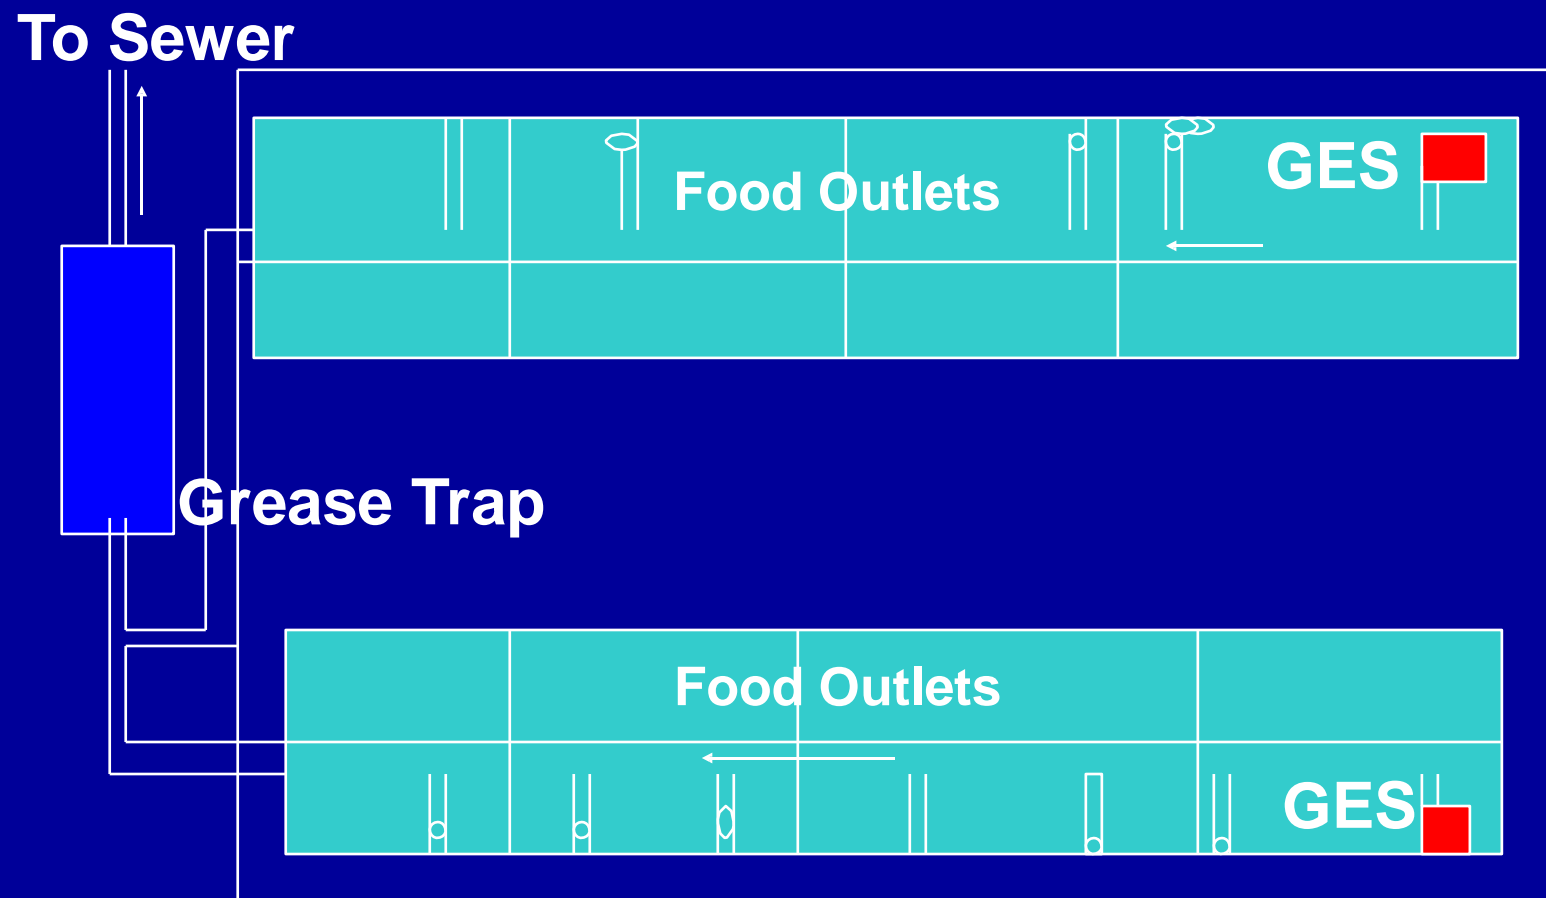 To Sewer
GES
Food Outlets
Grease Trap
Food Outlets
GES